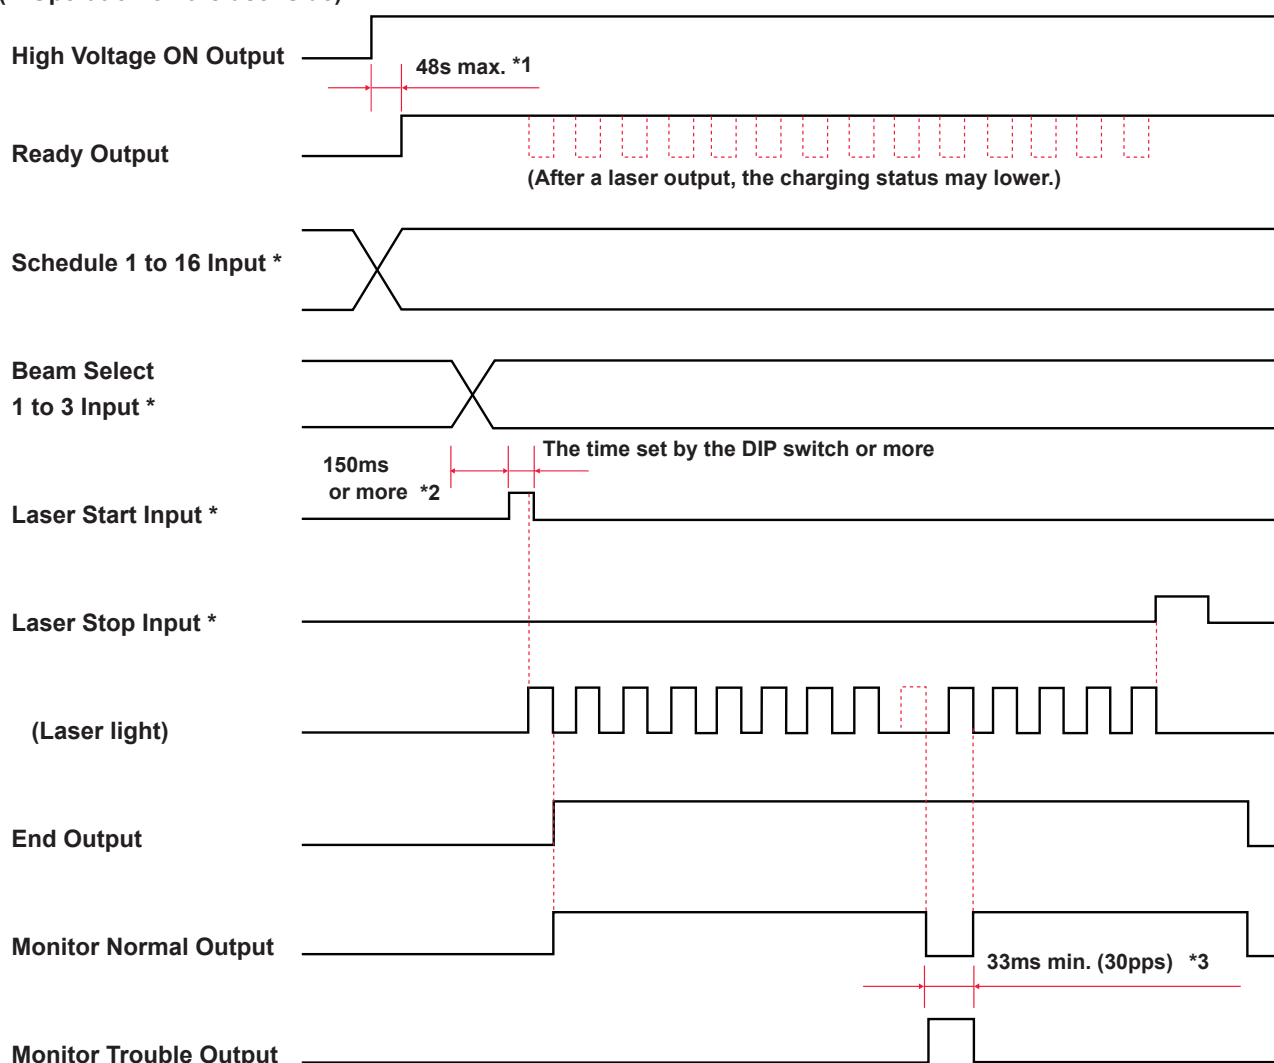 High Voltage ON Output
48s max. *1
Ready Output
(After a laser output, the charging status may lower.)
Schedule 1 to 16 Input *
Beam Select
1 to 3 Input *
The time set by the DIP switch or more
150ms
or more *2
Laser Start Input *
Laser Stop Input *
(Laser light)
End Output
Monitor Normal Output
33ms min. (30pps) *3
Monitor Trouble Output